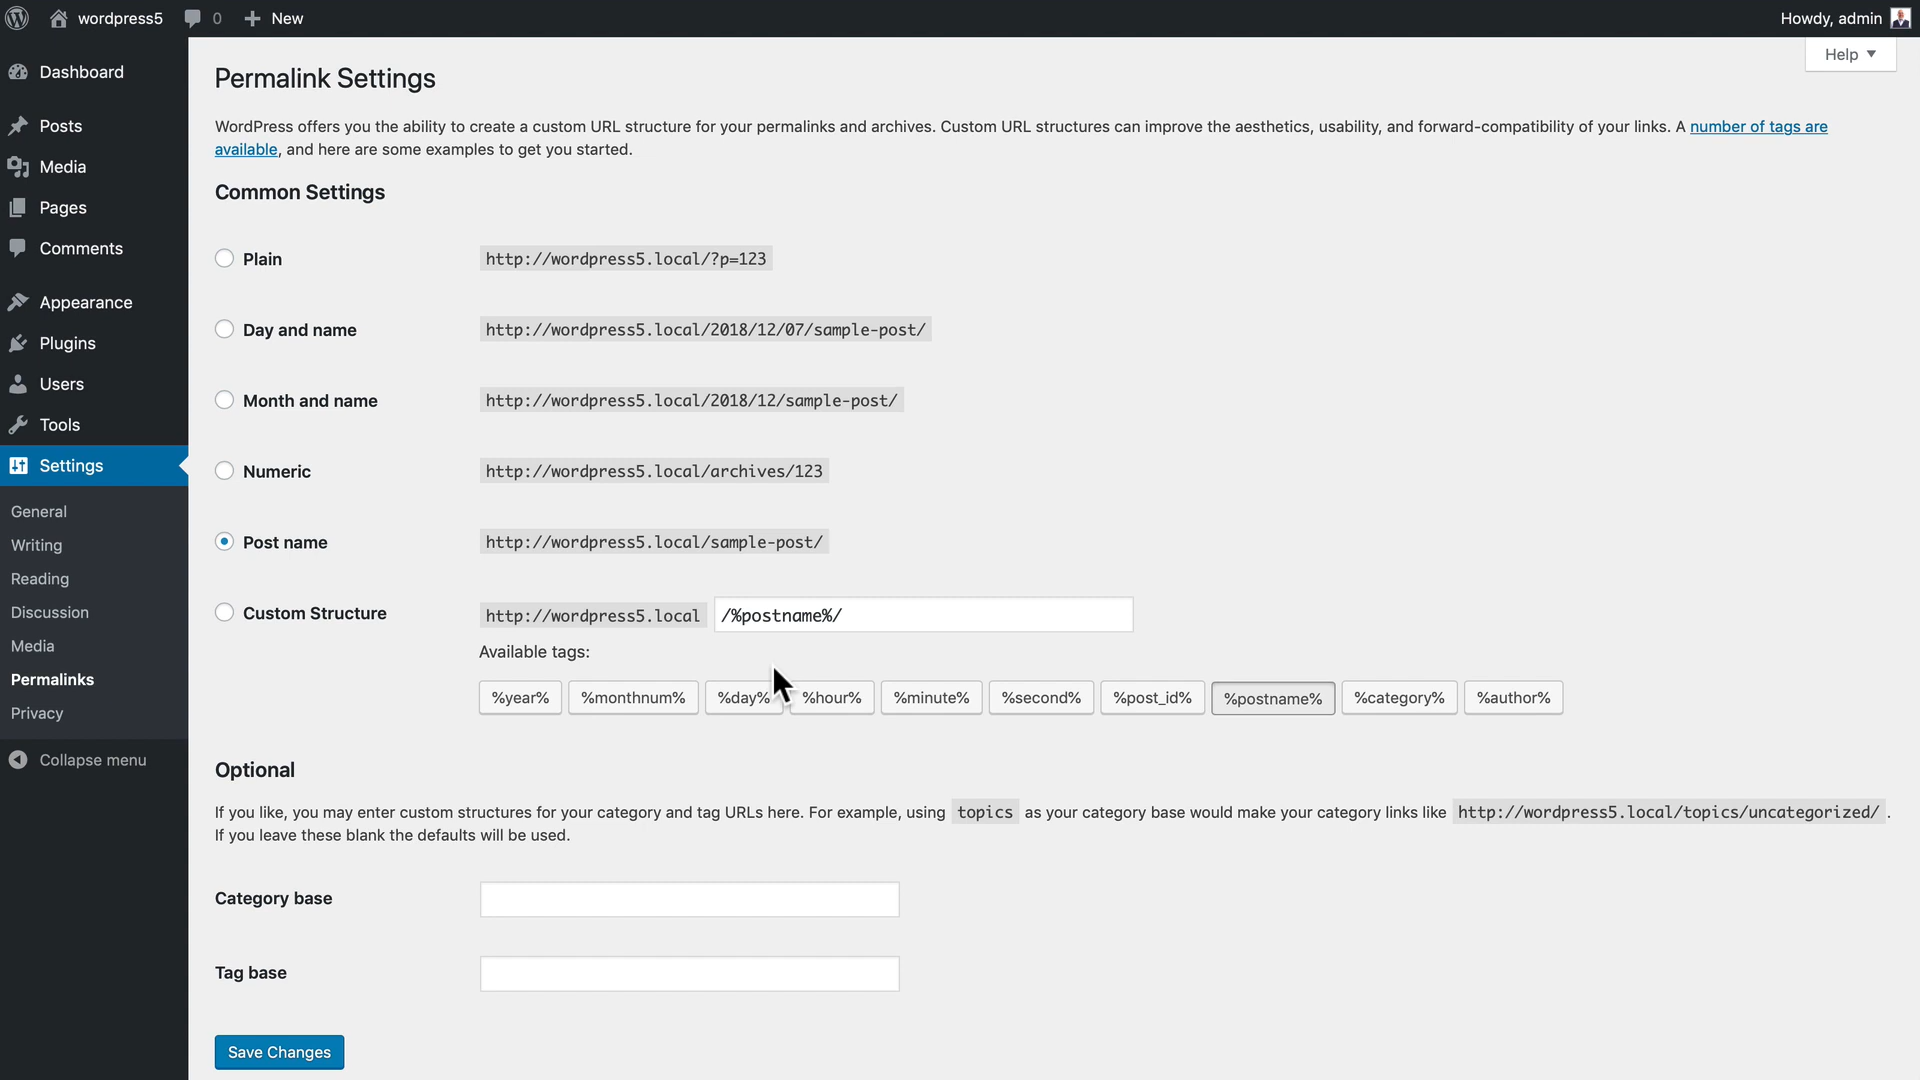 wordpress5 0 New Howdy, admin
Help
Dashboard
Posts
Media
Pages
Comments
Appearance
Plugins
Users
Tools
Settings
General
Writing
Reading
Discussion
Media
Permalinks
Privacy
Collapse menu
Permalink Settings
WordPress offers you the ability to create a custom URL structure for your permalinks and archives. Custom URL structures can improve the aesthetics, usability, and forward-compatibility of your links. A number of tags are
available, and here are some examples to get you started.
Common Settings
Plain http://wordpress5.local/?p=123
Day and name http://wordpress5.local/2018/12/07/sample-post/
Month and name http://wordpress5.local/2018/12/sample-post/
Numeric http://wordpress5.local/archives/123
Post name http://wordpress5.local/sample-post/
Custom Structure http://wordpress5.local /%postname%/
Available tags:
%year% %monthnum% %day% %hour% %minute% %second% %post_id% %postname% %category% %author%
Optional
If you like, you may enter custom structures for your category and tag URLs here. For example, using topics as your category base would make your category links like http://wordpress5.local/topics/uncategorized/ .
If you leave these blank the defaults will be used.
Category base
Tag base
Save Changes